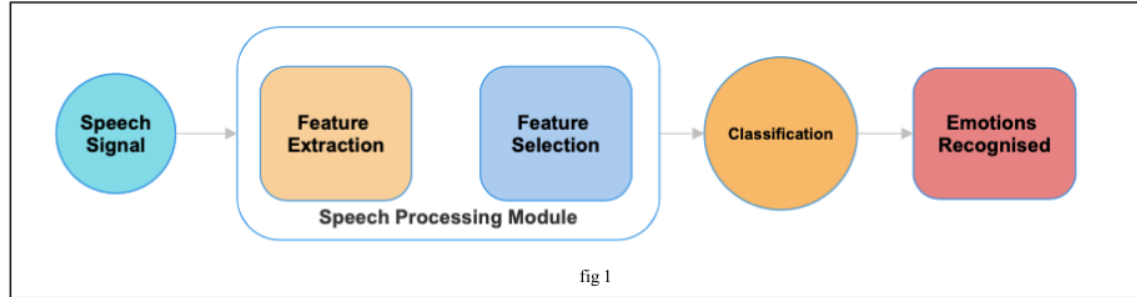 Speech
Signal
Feature
Extraction
Feature
Selection
Speech Processing Module
Classification
Emotions
Recognised
fig 1